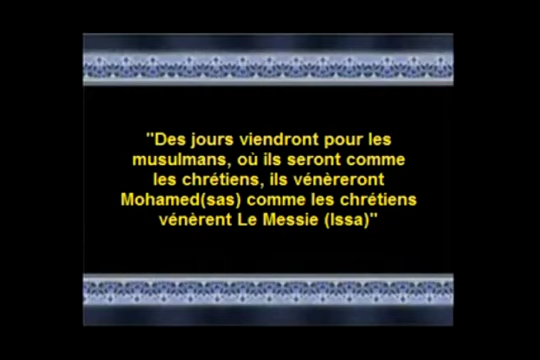 "Des jours viendront pour les
musulmans, où ils seront comme
les chrétiens, ils vénèreront
Mohamed(sas) comme les chrétiens
vénèrent Le Messie (Issa)"